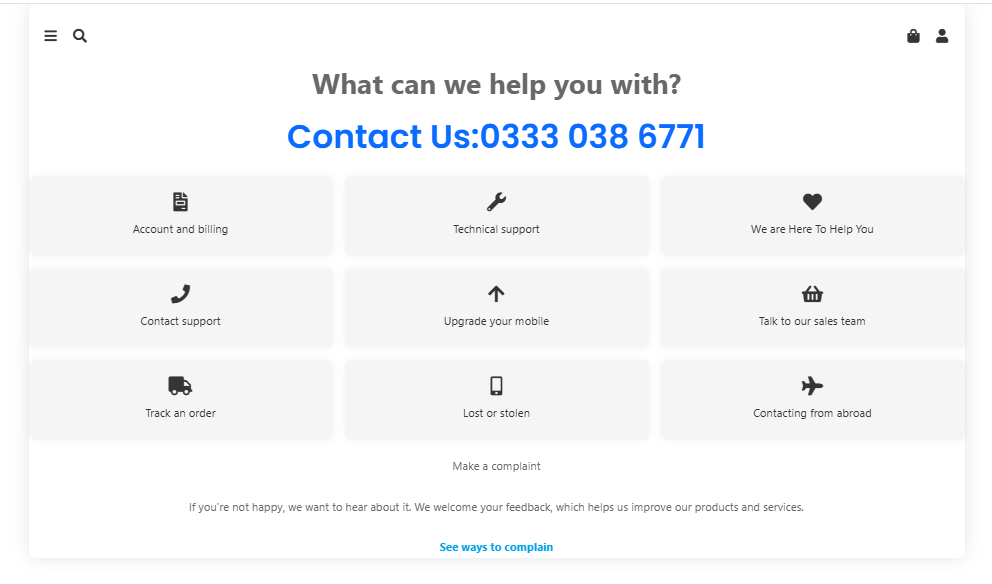 What can we help you with?
Contact Us:0333 038 6771
Account and billing
Technical support
We are Here To Help You
Contact support
Upgrade your mobile
Talk to our sales team
Track an order
Lost or stolen
Contacting from abroad
Make a complaint
If you're not happy, we want to hear about it. We welcome your feedback, which helps us improve our products and services.
See ways to complain